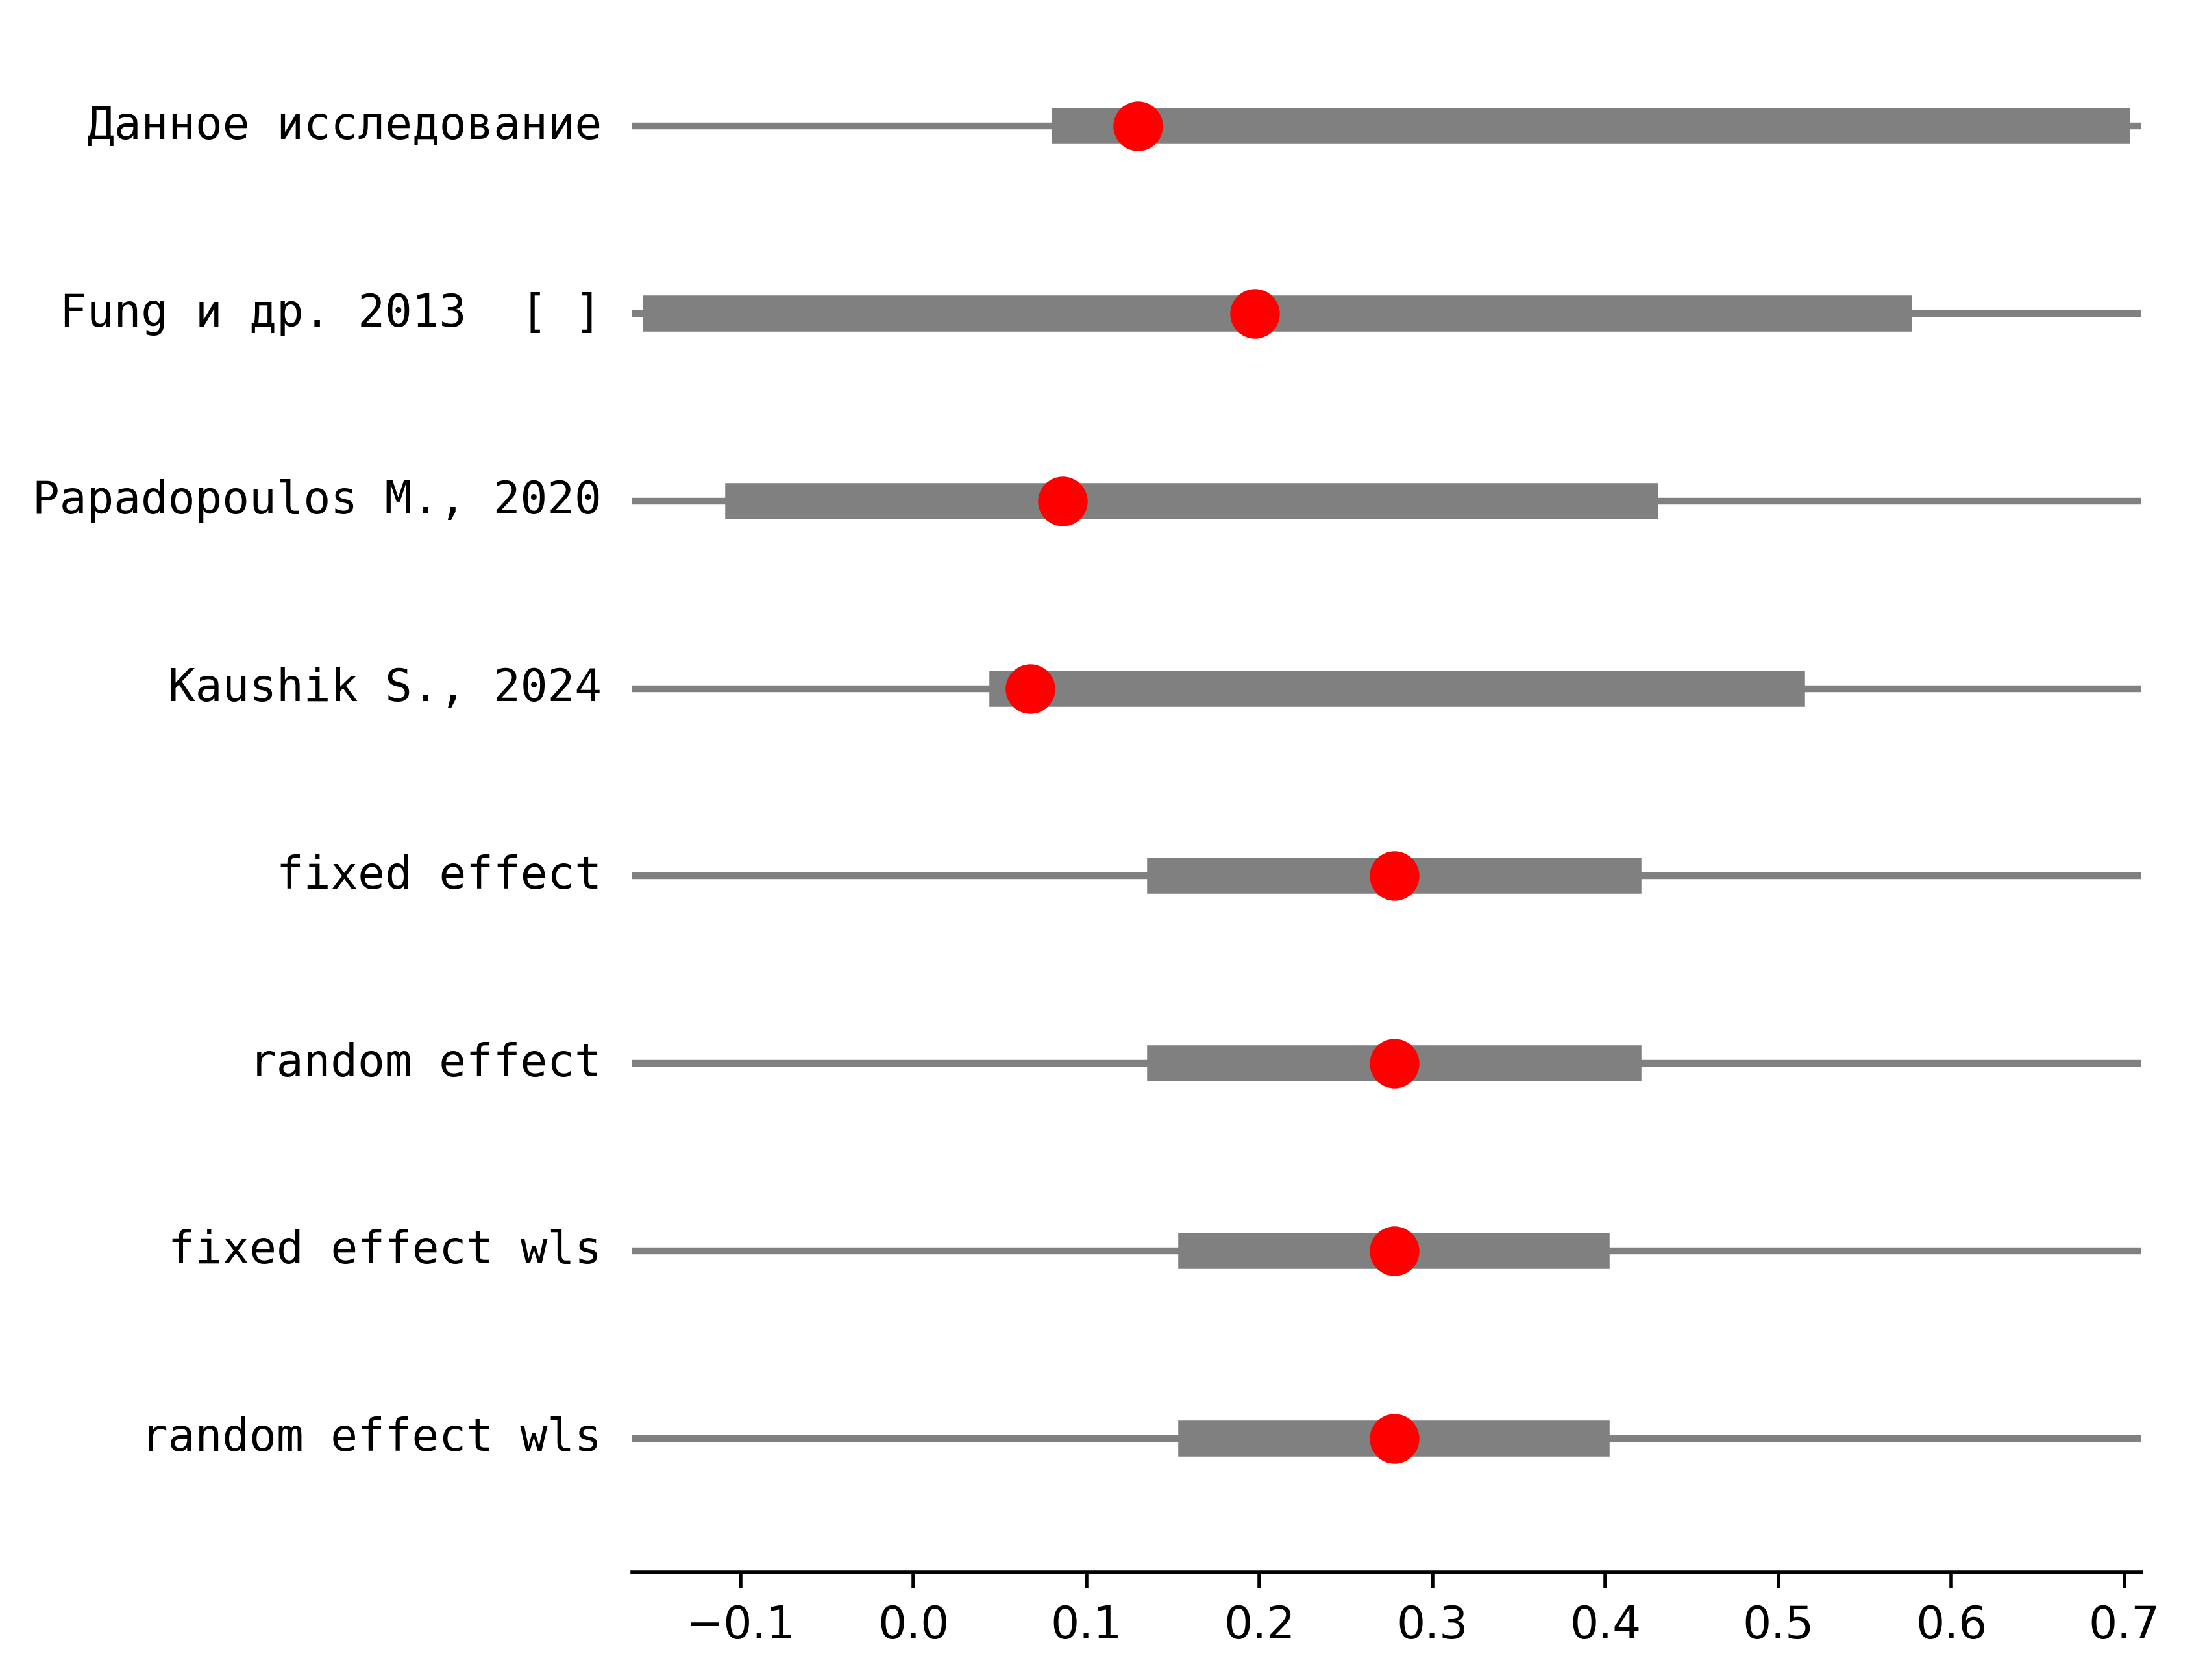 Данное исследование
Fung и др. 2013  [ ]
Papadopoulos M., 2020
Kaushik S., 2024
fixed effect
random effect
fixed effect wls
random effect wls
−0.1 0.0 0.1 0.2 0.3 0.4 0.5 0.6 0.7